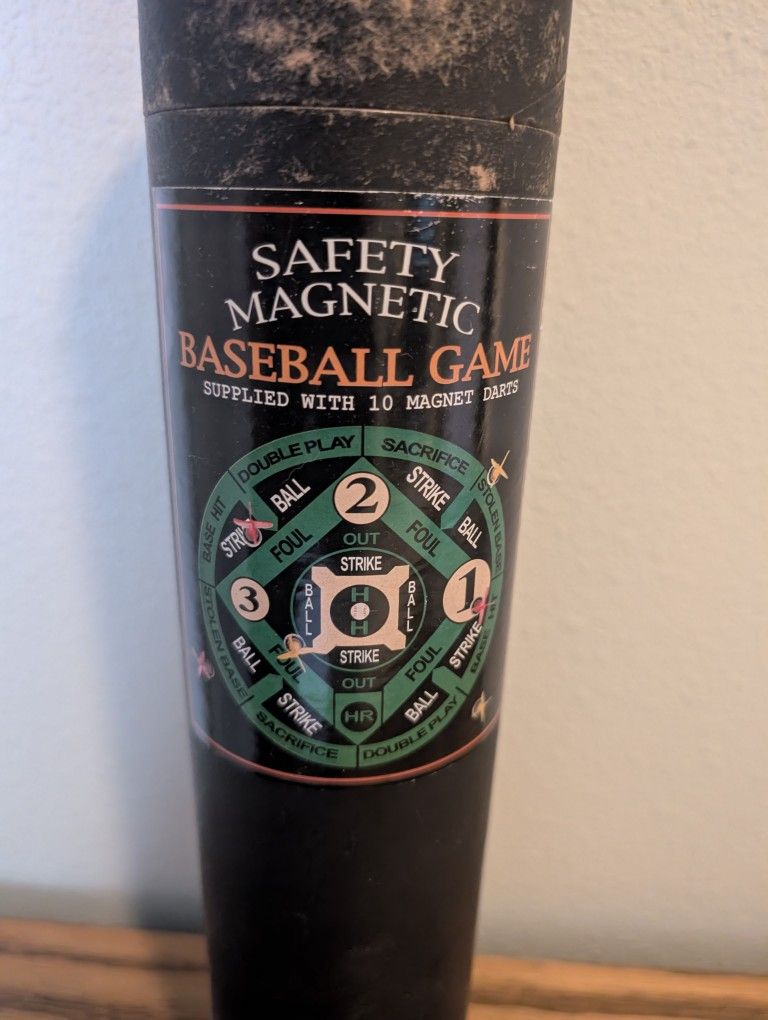 SAFETY
MAGNETIC
BASEBALL GAME
SUPPLIED WITH 10 MAGNET DARTS
DOUBLE PLAY
SACRIFICE
BALL
2
STRIKE
STOLEN BASE
BASE HIT
FOUL
OUT
FOUL
BALL
STRIKE
3
BALL
H
H
BALL
1
STOLEN BASE
BALL
FOUL
STRIKE
OUT
FOUL
STRIKE
BASE HIT
STRIKE
HR
BALL
SACRIFICE
DOUBLE PLAY